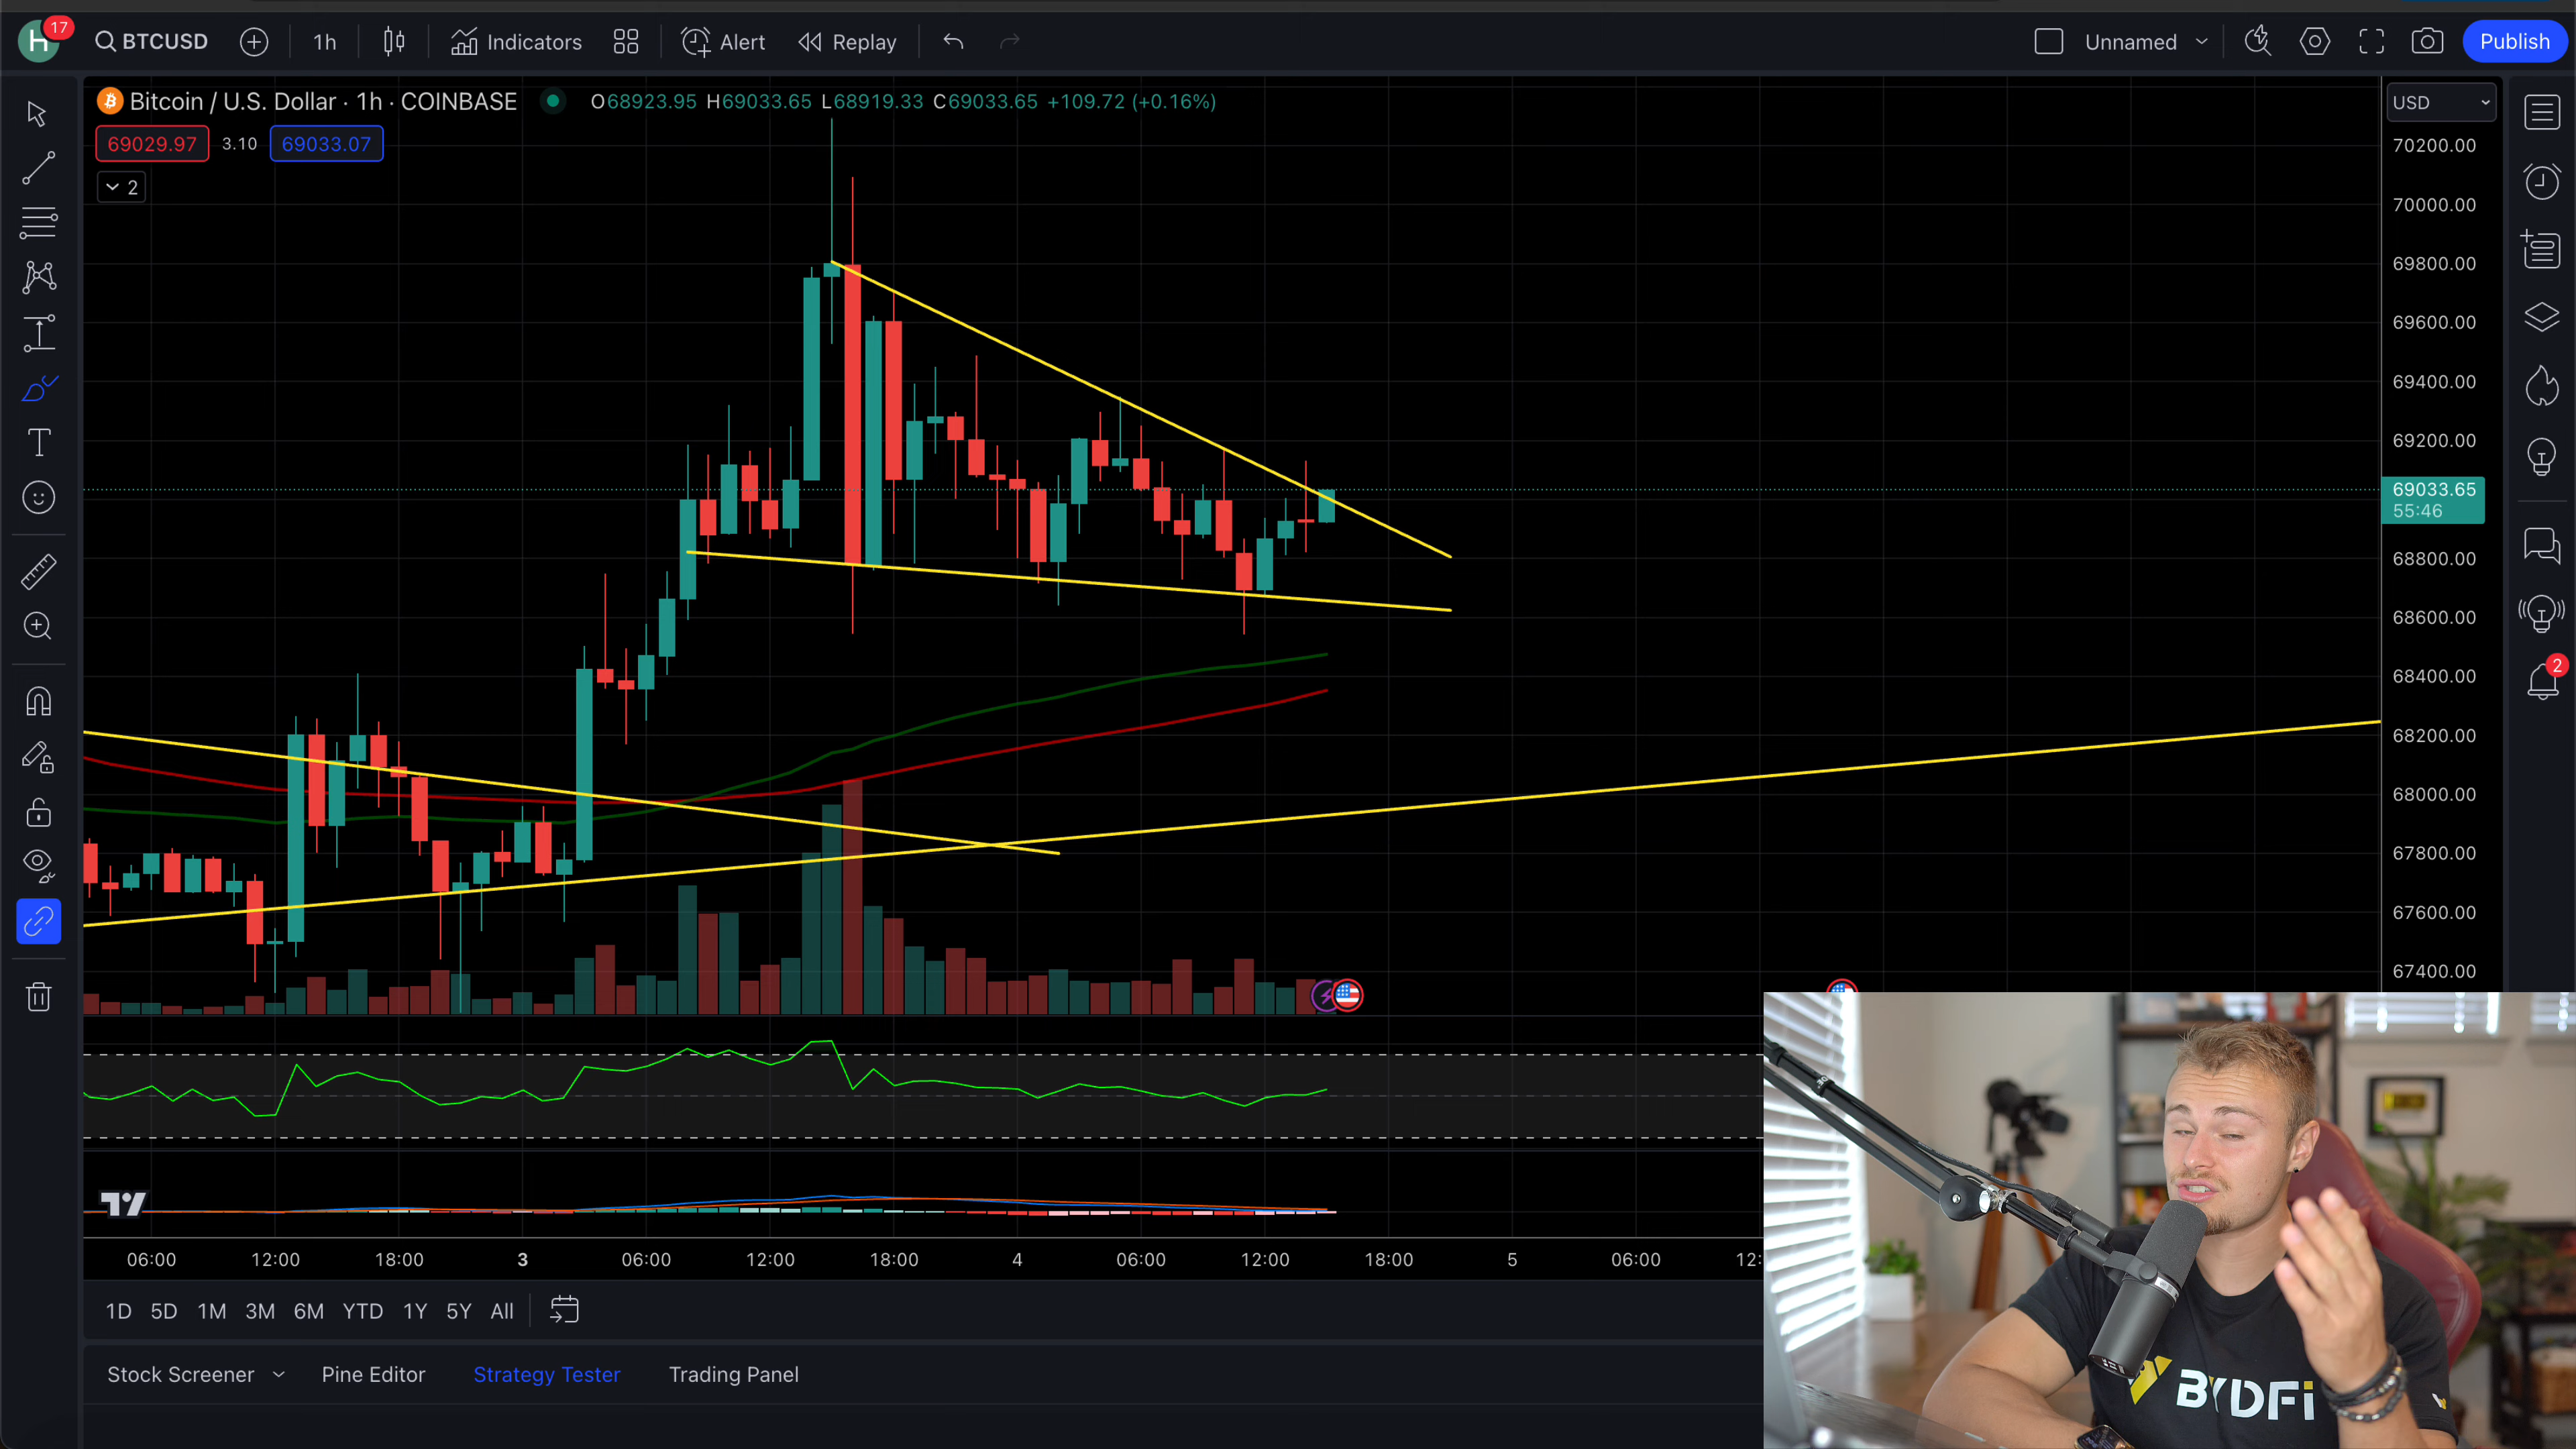 H 17 BTCUSD 1h Indicators Alert Replay Unnamed Publish
Bitcoin / U.S. Dollar · 1h · COINBASE O68923.95 H69033.65 L68919.33 C69033.65 +109.72 (+0.16%)
USD
69029.97 3.10 69033.07
2
70200.00
70000.00
69800.00
69600.00
69400.00
69200.00
69033.65
55:46
68800.00
68600.00
68400.00
68200.00
68000.00
67800.00
67600.00
67400.00
2
06:00 12:00 18:00 3 06:00 12:00 18:00 4 06:00 12:00 18:00 5 06:00 12:
1D 5D 1M 3M 6M YTD 1Y 5Y All
Stock Screener Pine Editor Strategy Tester Trading Panel
BYDFi